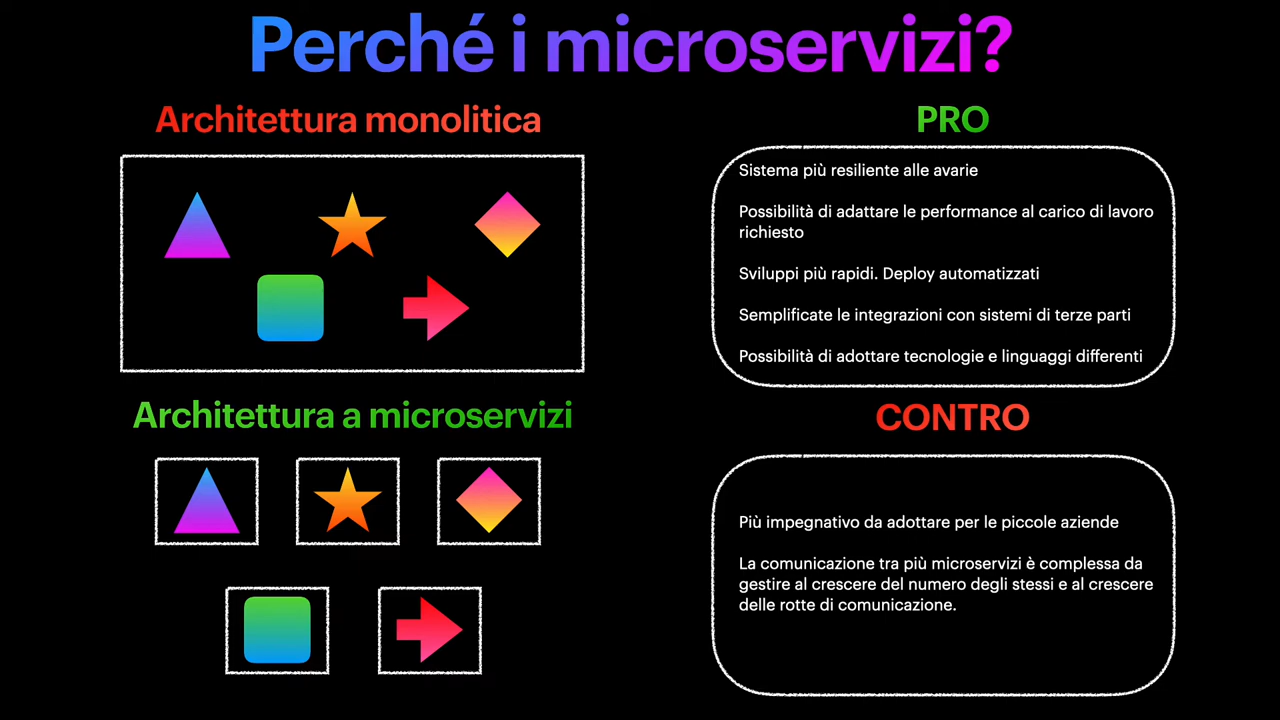 Perché i microservizi?
Architettura monolitica
Architettura a microservizi
PRO
Sistema più resiliente alle avarie
Possibilità di adattare le performance al carico di lavoro
richiesto
Sviluppi più rapidi. Deploy automatizzati
Semplificate le integrazioni con sistemi di terze parti
Possibilità di adottare tecnologie e linguaggi differenti
CONTRO
Più impegnativo da adottare per le piccole aziende
La comunicazione tra più microservizi è complessa da
gestire al crescere del numero degli stessi e al crescere
delle rotte di comunicazione.